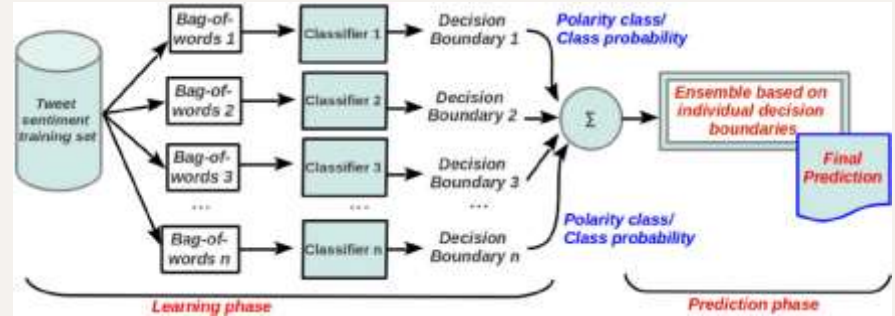 Tweet
sentiment
training set
Bag-of-
words 1
Classifier 1
Decision
Boundary 1
Polarity class/
Class probability
Bag-of-
words 2
Classifier 2
Decision
Boundary 2
Bag-of-
words 3
Classifier 3
Decision
Boundary 3
...
...
...
Bag-of-
words n
Classifier n
Decision
Boundary n
Polarity class/
Class probability
Σ
Ensemble based on
individual decision
boundaries
Final
Prediction
Learning phase
Prediction phase